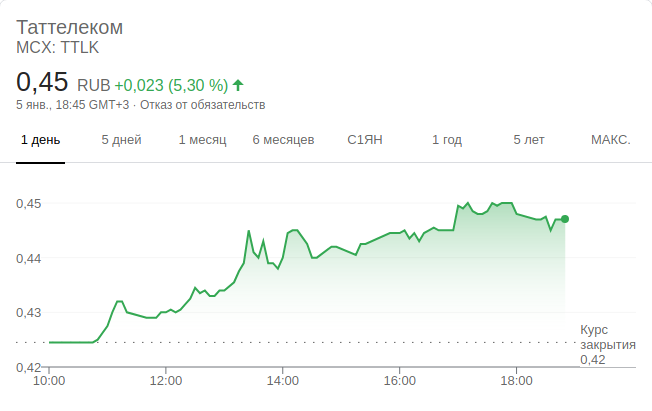 Таттелеком
MCX: TTLK
0,45 RUB +0,023 (5,30 %)
5 янв., 18:45 GMT+3 · Отказ от обязательств
1 день 5 дней 1 месяц 6 месяцев С1ЯН 1 год 5 лет МАКС.
0,45
0,44
0,43
Курс
закрытия
0,42
0,42
10:00 12:00 14:00 16:00 18:00